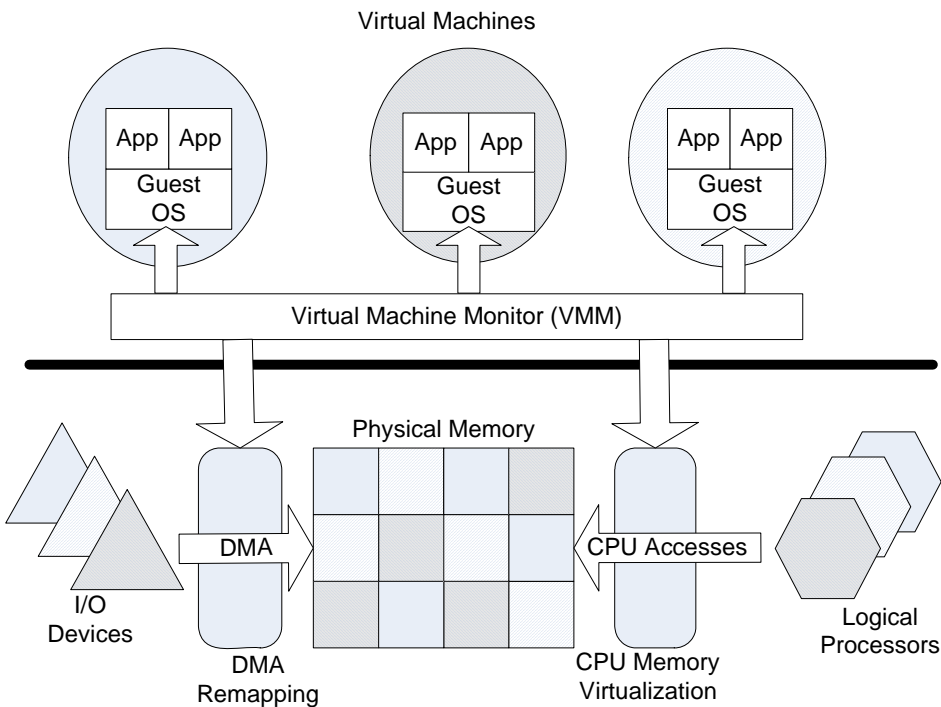 Virtual Machines
App App
Guest
OS
App App
Guest
OS
App App
Guest
OS
Virtual Machine Monitor (VMM)
Physical Memory
DMA
CPU Accesses
I/O
Devices
DMA
Remapping
CPU Memory
Virtualization
Logical
Processors